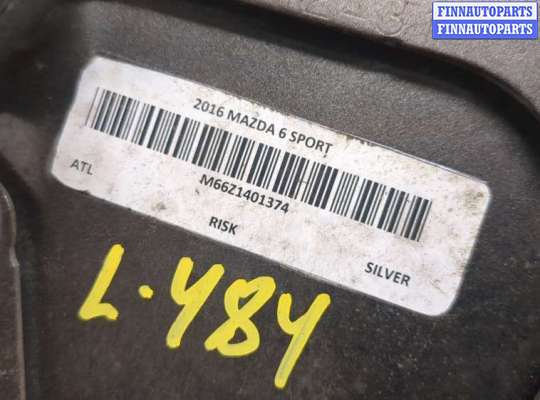 FINNAUTOPARTS
FINNAUTOPARTS
2016 MAZDA 6 SPORT
M66Z1401374
ATL
RISK
SILVER
L-484